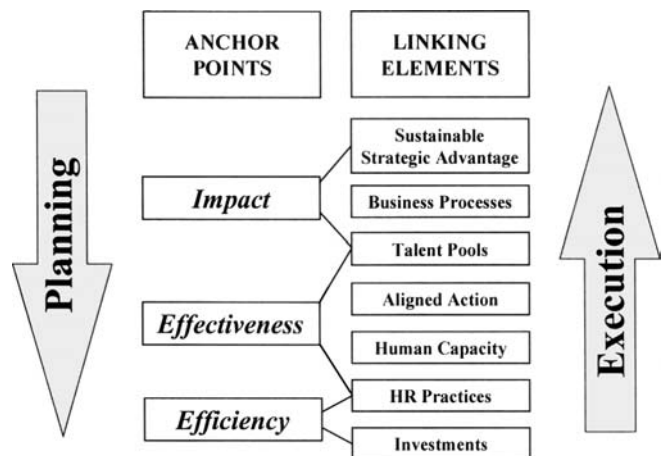 ANCHOR
POINTS
LINKING
ELEMENTS
Planning
Impact
Effectiveness
Efficiency
Sustainable
Strategic Advantage
Business Processes
Talent Pools
Aligned Action
Human Capacity
HR Practices
Investments
Execution